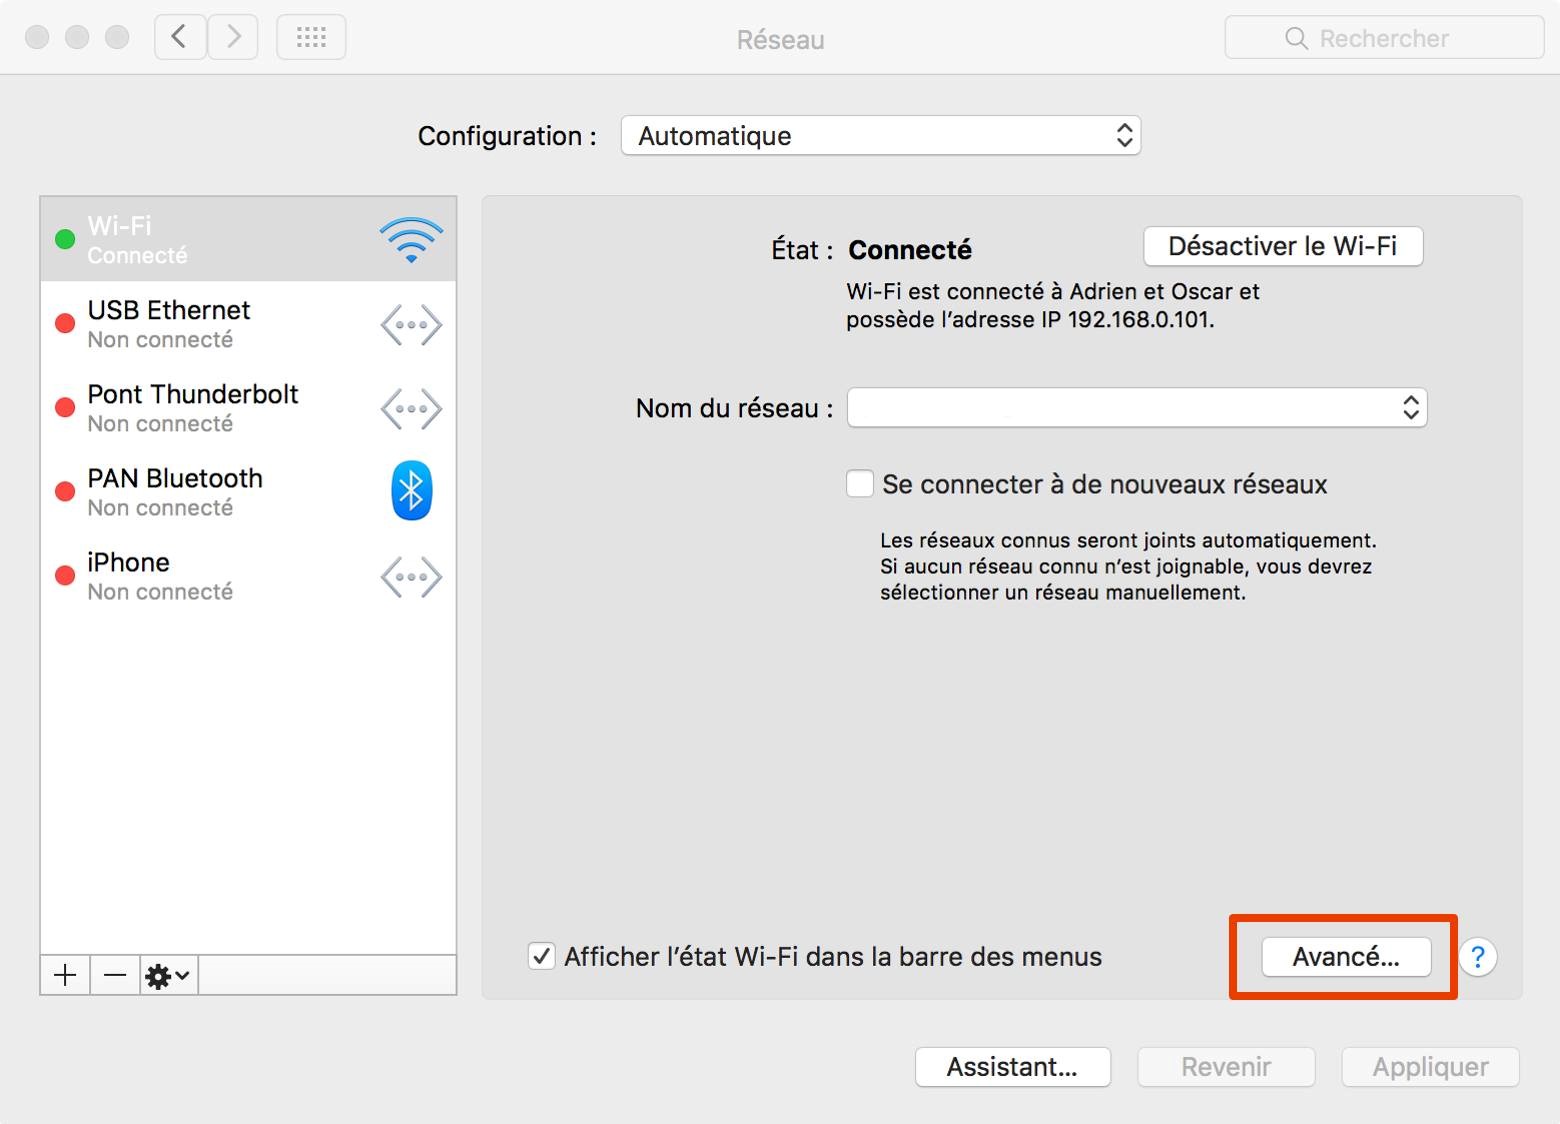 Réseau
Rechercher
Configuration :
Automatique
Wi-Fi
Connecté
USB Ethernet
Non connecté
Pont Thunderbolt
Non connecté
PAN Bluetooth
Non connecté
iPhone
Non connecté
État : Connecté
Désactiver le Wi-Fi
Wi-Fi est connecté à Adrien et Oscar et
possède l’adresse IP 192.168.0.101.
Nom du réseau :
Se connecter à de nouveaux réseaux
Les réseaux connus seront joints automatiquement.
Si aucun réseau connu n’est joignable, vous devrez
sélectionner un réseau manuellement.
Afficher l’état Wi-Fi dans la barre des menus
Avancé...
?
Assistant...
Revenir
Appliquer